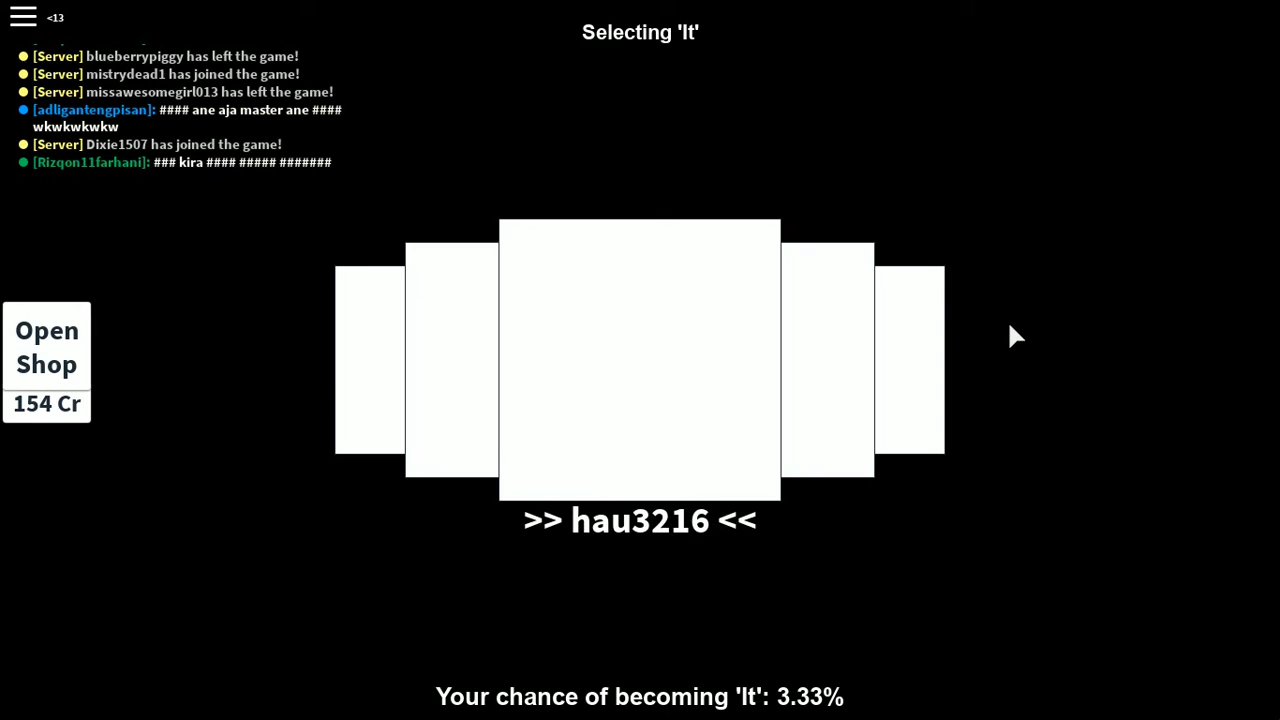 <13
Selecting 'It'
[Server] blueberrypiggy has left the game!
[Server] mistrydead1 has joined the game!
[Server] missawesomegirl013 has left the game!
[adligantengpisan]: #### ane aja master ane ####
wkwkwkwkw
[Server] Dixie1507 has joined the game!
[Rizqon11farhani]: ### kira #### ##### #######
Open
Shop
154 Cr
>> hau3216 <<
Your chance of becoming 'It': 3.33%